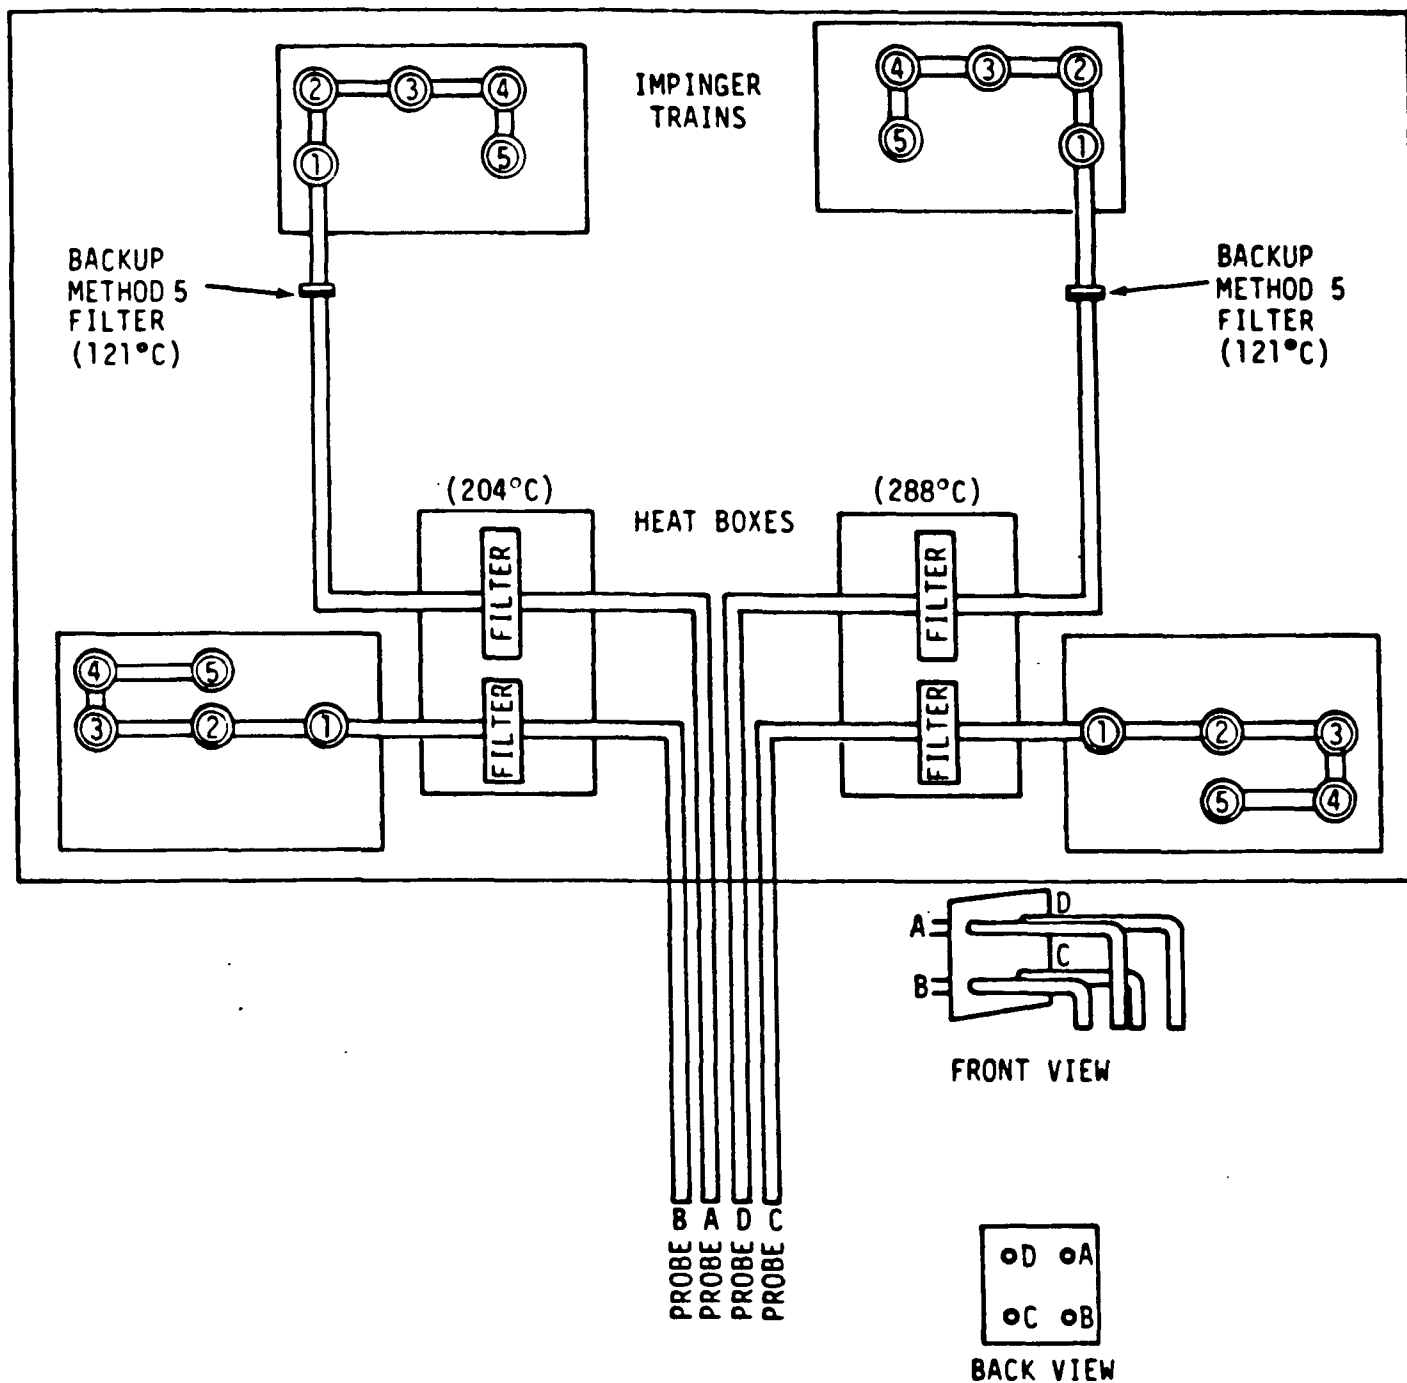 IMPINGER
TRAINS
2 3 4
1 5
4 3 2
5 1
BACKUP
METHOD 5
FILTER
(121°C)
BACKUP
METHOD 5
FILTER
(121°C)
(204°C)
HEAT BOXES
(288°C)
FILTER
FILTER
FILTER
FILTER
4 5
3 2 1
1 2 3
5 4
A
B
D
C
FRONT VIEW
PROBE B
PROBE A
PROBE D
PROBE C
D A
C B
BACK VIEW